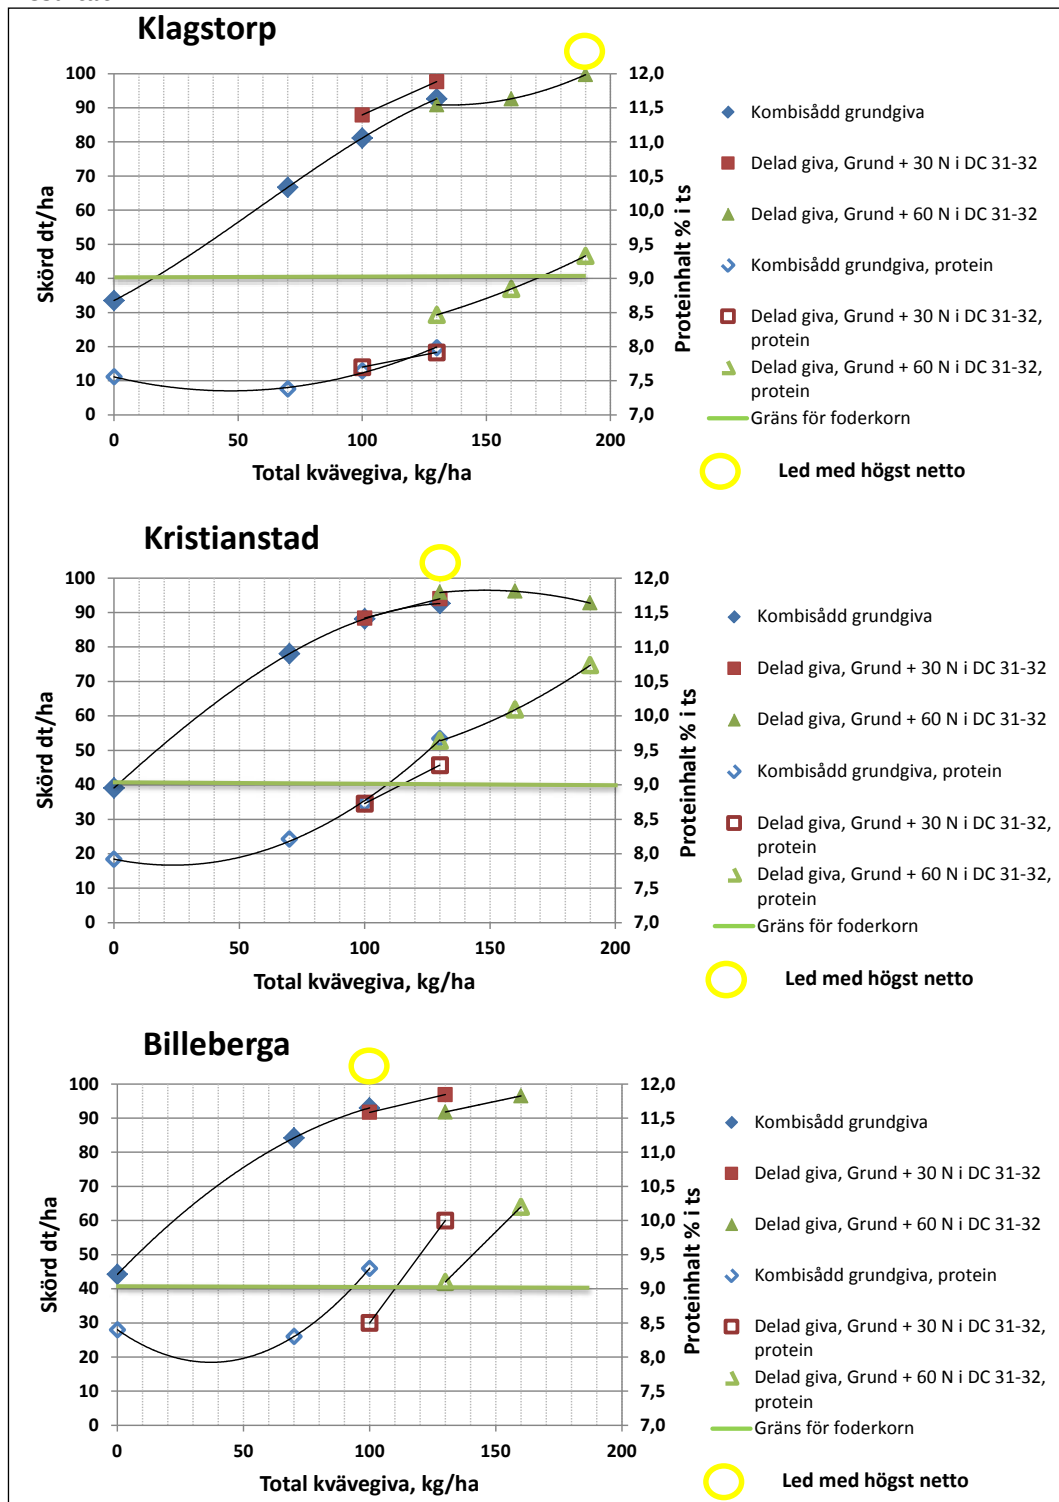 Klagstorp
100
90
80
70
60
50
40
30
20
10
0
Skörd dt/ha
12,0
11,5
11,0
10,5
10,0
9,5
9,0
8,5
8,0
7,5
7,0
Proteinhalt % i ts
0 50 100 150 200
Total kvävegiva, kg/ha
Kombisådd grundgiva
Delad giva, Grund + 30 N i DC 31-32
Delad giva, Grund + 60 N i DC 31-32
Kombisådd grundgiva, protein
Delad giva, Grund + 30 N i DC 31-32,
protein
Delad giva, Grund + 60 N i DC 31-32,
protein
Gräns för foderkorn
Led med högst netto
Kristianstad
100
90
80
70
60
50
40
30
20
10
0
Skörd dt/ha
12,0
11,5
11,0
10,5
10,0
9,5
9,0
8,5
8,0
7,5
7,0
Proteinhalt % i ts
0 50 100 150 200
Total kvävegiva, kg/ha
Kombisådd grundgiva
Delad giva, Grund + 30 N i DC 31-32
Delad giva, Grund + 60 N i DC 31-32
Kombisådd grundgiva, protein
Delad giva, Grund + 30 N i DC 31-32,
protein
Delad giva, Grund + 60 N i DC 31-32,
protein
Gräns för foderkorn
Led med högst netto
Billeberga
100
90
80
70
60
50
40
30
20
10
0
Skörd dt/ha
12,0
11,5
11,0
10,5
10,0
9,5
9,0
8,5
8,0
7,5
7,0
Proteinhalt % i ts
0 50 100 150 200
Total kvävegiva, kg/ha
Kombisådd grundgiva
Delad giva, Grund + 30 N i DC 31-32
Delad giva, Grund + 60 N i DC 31-32
Kombisådd grundgiva, protein
Delad giva, Grund + 30 N i DC 31-32,
protein
Delad giva, Grund + 60 N i DC 31-32,
protein
Gräns för foderkorn
Led med högst netto